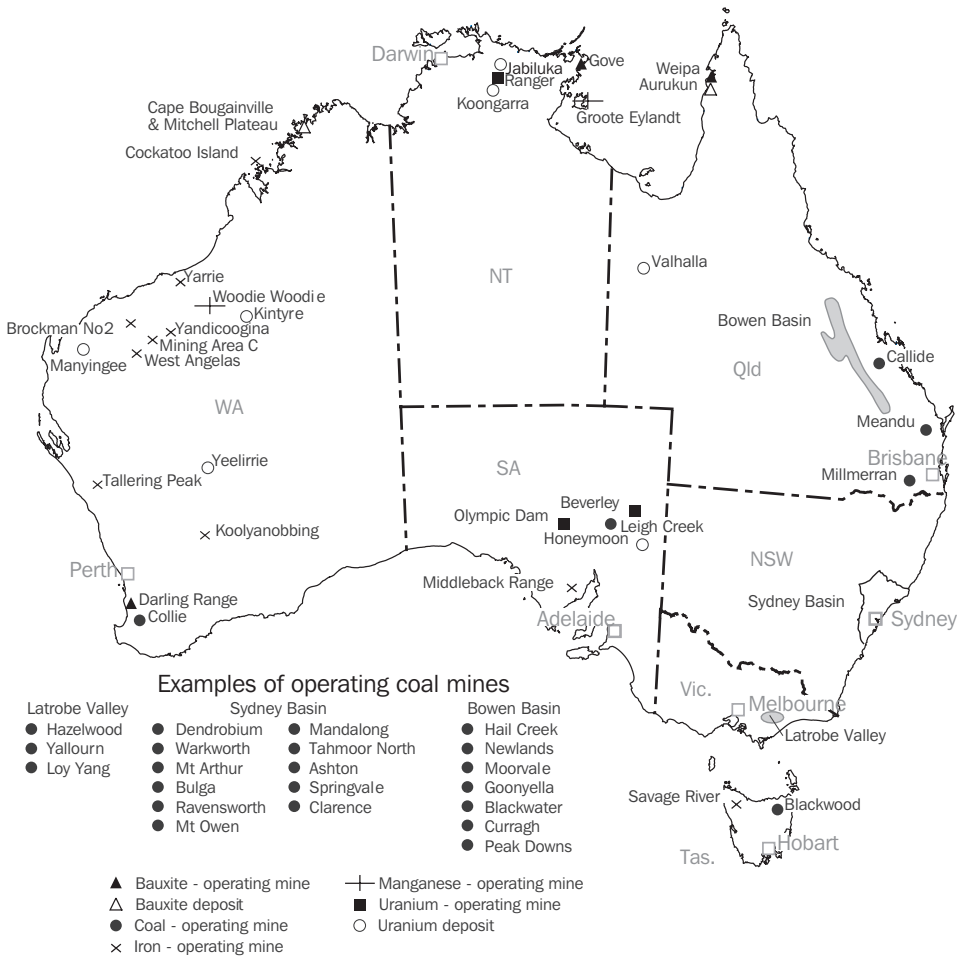 Darwin
Jabiluka
Ranger
Koongarra
Gove
Groote Eylandt
Weipa
Aurukun
Cape Bougainville
& Mitchell Plateau
Cockatoo Island
Yarrie
Woodie Woodie
Kintyre
Brockman No2
Yandicoogina
Mining Area C
West Angelas
Manyingee
NT
Valhalla
Bowen Basin
Callide
Qld
WA
Meandu
Brisbane
Millmerran
SA
Yeelirrie
Tallering Peak
Koolyanobbing
Beverley
Olympic Dam
Leigh Creek
Honeymoon
NSW
Perth
Darling Range
Collie
Middleback Range
Adelaide
Sydney Basin
Sydney
Vic.
Melbourne
Latrobe Valley
Savage River
Blackwood
Tas.
Hobart
Examples of operating coal mines
Latrobe Valley
Hazelwood
Yallourn
Loy Yang
Sydney Basin
Dendrobium
Warkworth
Mt Arthur
Bulga
Ravensworth
Mt Owen
Mandalong
Tahmoor North
Ashton
Springvale
Clarence
Bowen Basin
Hail Creek
Newlands
Moorvale
Goonyella
Blackwater
Curragh
Peak Downs
Bauxite - operating mine
Bauxite deposit
Coal - operating mine
Iron - operating mine
Manganese - operating mine
Uranium - operating mine
Uranium deposit